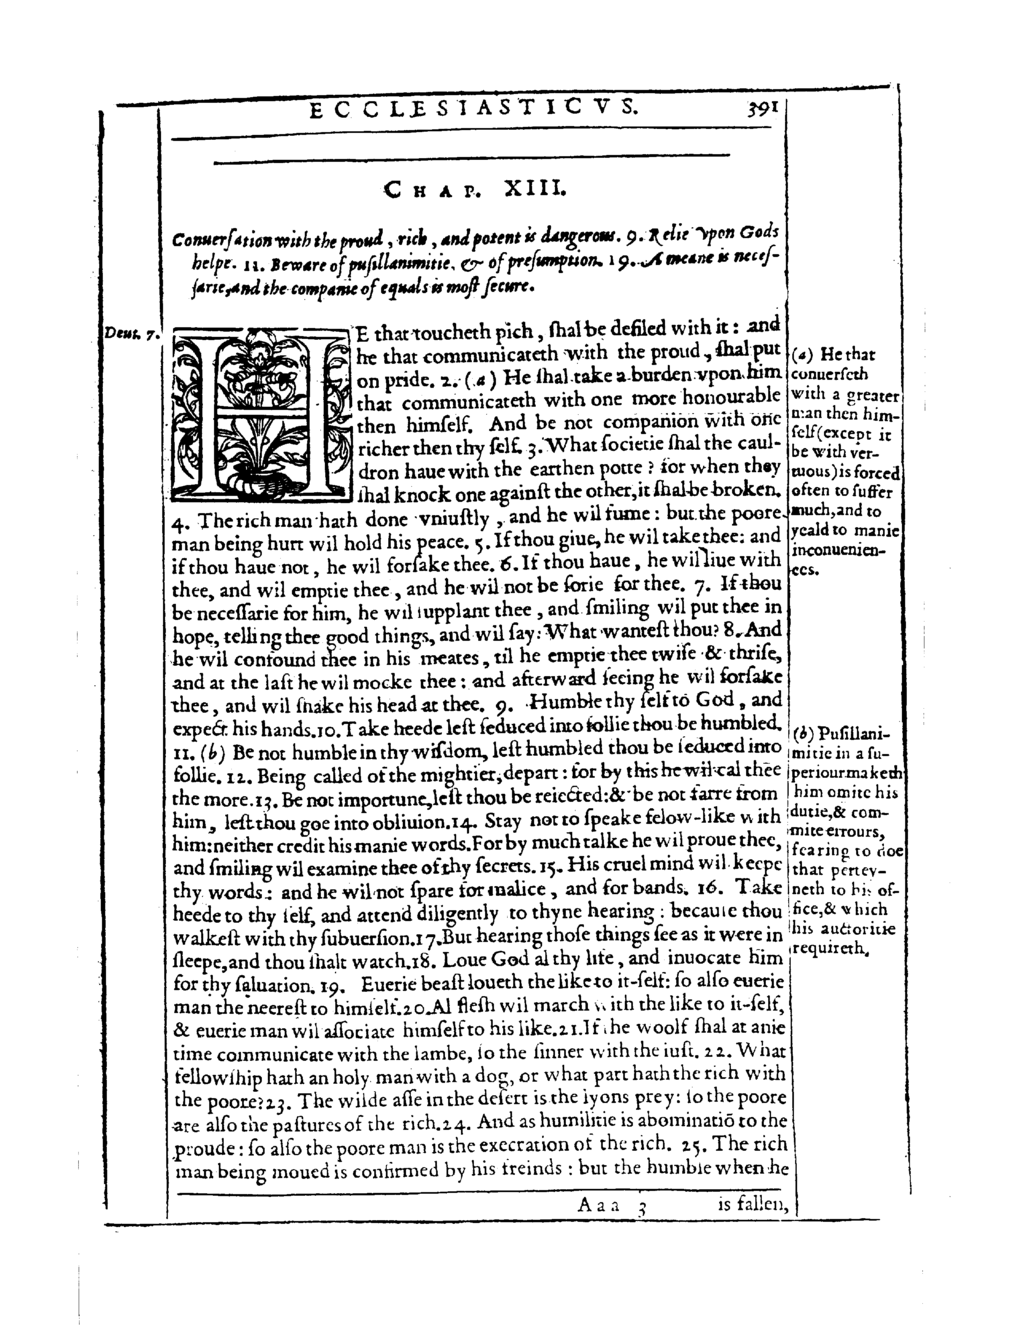 ECCLESIASTICVS. 391
CHAP. XIII.
Conuerſation with the proud, rich, and potent is dangerous. 9. Relie vpon Gods
helpe. 11. Beware of puſillanimitie, & of preſumption. 19. A meane is neceſ-
ſarie, and the companie of equals is moſt ſecure.
Deut. 7.
HE that toucheth pich, ſhal be defiled with it: and
he that communicateth with the proud, ſhal put
on pride. 2. (a) He ſhal take a burden vpon him
that communicateth with one more honourable
then himſelf. And be not companion with one
richer then thy ſelf. 3. What ſocietie ſhal the caul-
dron haue with the earthen potte? for when they
ſhal knock one againſt the other, it ſhal be broken.
4. The rich man hath done vniuſtly, and he wil fume: but the poore
man being hurt wil hold his peace. 5. If thou giue, he wil take thee: and
if thou haue not, he wil forſake thee. 6. If thou haue, he wil liue with
thee, and wil emptie thee, and he wil not be ſorie for thee. 7. If thou
be neceſſarie for him, he wil ſupplant thee, and ſmiling wil put thee in
hope, telling thee good things, and wil ſay: What wanteſt thou? 8. And
he wil confound thee in his meates, til he emptie thee twiſe & thriſe,
and at the laſt he wil mocke thee: and afterward ſeeing he wil forſake
thee, and wil ſhake his head at thee. 9. Humble thy ſelf to God, and
expect his hands. 10. Take heede leſt ſeduced into follie thou be humbled.
11. (b) Be not humble in thy wiſdom, leſt humbled thou be ſeduced into
follie. 12. Being called of the mightier, depart: for by this he wil cal thee
the more. 13. Be not importune, leſt thou be reiected: & be not farre from
him, leſt thou goe into obliuion. 14. Stay not to ſpeake felow-like with
him: neither credit his manie words. For by much talke he wil proue thee,
and ſmiling wil examine thee of thy ſecrets. 15. His cruel mind wil keepe
thy words: and he wil not ſpare for malice, and for bands. 16. Take
heede to thy ſelf, and attend diligently to thyne hearing: becauſe thou
walkeſt with thy ſubuerſion. 17. But hearing thoſe things ſee as it were in
ſleepe, and thou ſhalt watch. 18. Loue God al thy life, and inuocate him
for thy ſaluation. 19. Euerie beaſt loueth the like to it-ſelf: ſo alſo euerie
man the neereſt to himſelf. 20. Al fleſh wil march with the like to it-ſelf,
& euerie man wil aſſociate himſelf to his like. 21. If the woolf ſhal at anie
time communicate with the lambe, ſo the ſinner with the iuſt. 22. What
fellowſhip hath an holy man with a dog, or what part hath the rich with
the poore? 23. The wilde aſſe in the deſert is the lyons prey: ſo the poore
are alſo the paſtures of the rich. 24. And as humilitie is abominatiõ to the
proude: ſo alſo the poore man is the execration of the rich. 25. The rich
man being moued is confirmed by his freinds: but the humble when he
(a) He that
conuerſeth
with a greater
man then him-
ſelf (except it
be with ver-
tuous) is forced
often to ſuffer
much, and to
yeald to manie
inconuenien-
ces.
(b) Puſillani-
mitie in a ſu-
periour maketh
him omite his
dutie, & com-
mite errours,
fearing to doe
that pertey-
neth to his of-
fice, & which
his auctoritie
requireth.
Aaa 3 is fallen,